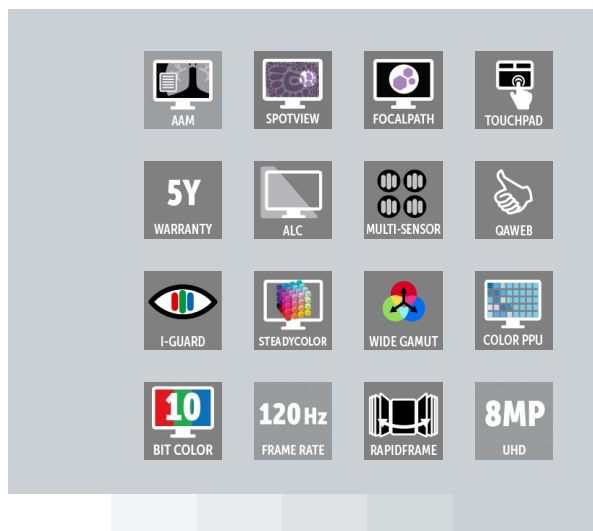 AAM
SPOTVIEW
FOCALPATH
TOUCHPAD
5Y
WARRANTY
ALC
MULTI-SENSOR
QAWEB
I-GUARD
STEADYCOLOR
WIDE GAMUT
COLOR PPU
10
BIT COLOR
120 Hz
FRAME RATE
RAPIDFRAME
8MP
UHD